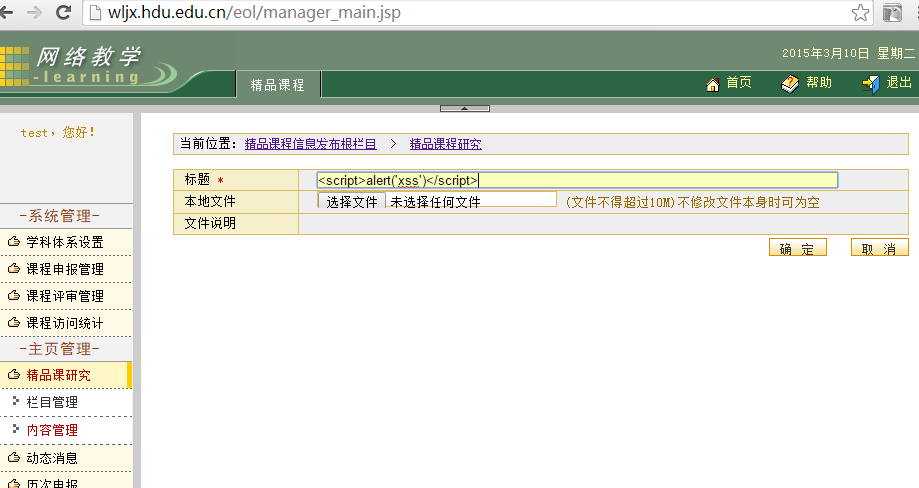 wljx.hdu.edu.cn/eol/manager_main.jsp
网络教学
-learning
2015年3月10日 星期二
精品课程
首页 帮助 退出
test，您好！
当前位置： 精品课程信息发布根栏目 > 精品课程研究
标题 * <script>alert('xss')</script>
本地文件 选择文件 未选择任何文件 (文件不得超过10M)不修改文件本身时可为空
文件说明
确 定 取 消
-系统管理-
学科体系设置
课程申报管理
课程评审管理
课程访问统计
-主页管理-
精品课研究
栏目管理
内容管理
动态消息
历次申报